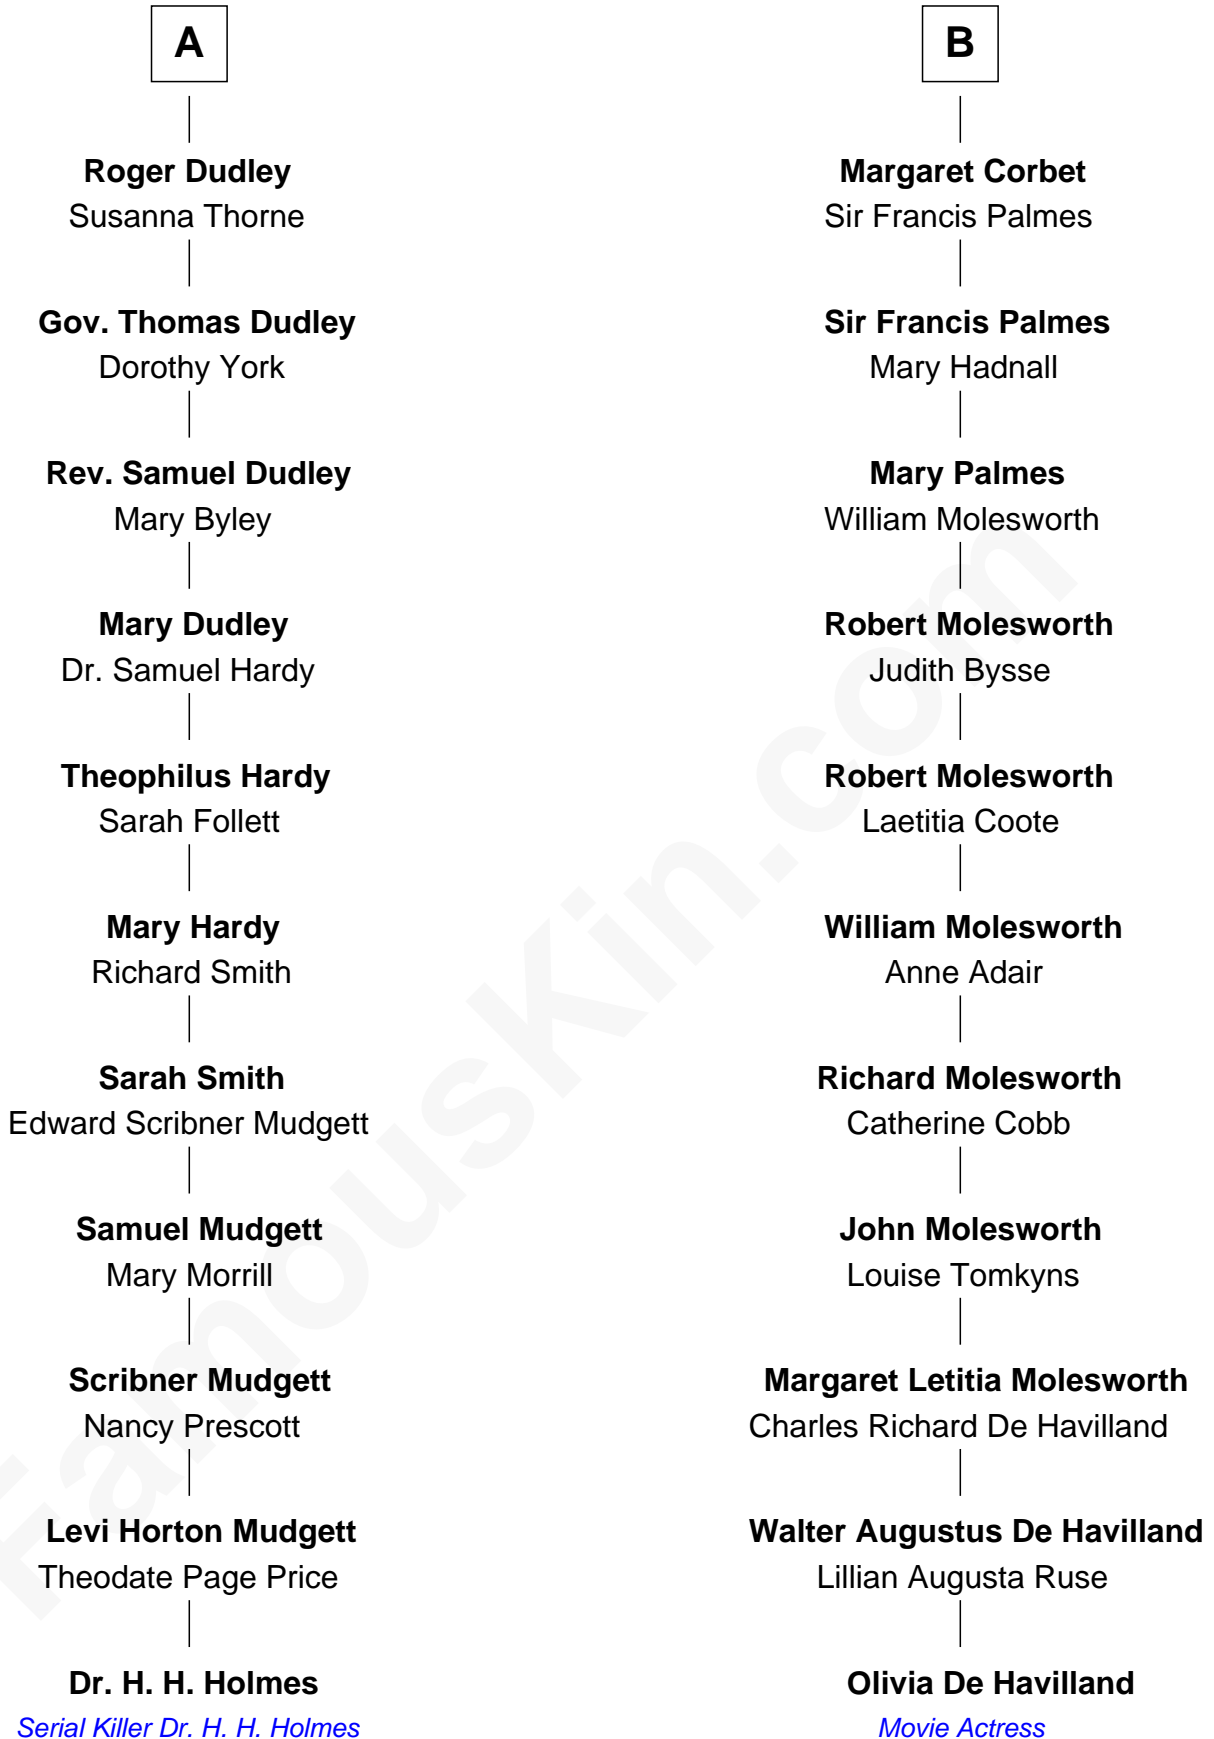 A
Roger Dudley
Susanna Thorne
Gov. Thomas Dudley
Dorothy York
Rev. Samuel Dudley
Mary Byley
Mary Dudley
Dr. Samuel Hardy
Theophilus Hardy
Sarah Follett
Mary Hardy
Richard Smith
Sarah Smith
Edward Scribner Mudgett
Samuel Mudgett
Mary Morrill
Scribner Mudgett
Nancy Prescott
Levi Horton Mudgett
Theodate Page Price
Dr. H. H. Holmes
Serial Killer Dr. H. H. Holmes
B
Margaret Corbet
Sir Francis Palmes
Sir Francis Palmes
Mary Hadnall
Mary Palmes
William Molesworth
Robert Molesworth
Judith Bysse
Robert Molesworth
Laetitia Coote
William Molesworth
Anne Adair
Richard Molesworth
Catherine Cobb
John Molesworth
Louise Tomkyns
Margaret Letitia Molesworth
Charles Richard De Havilland
Walter Augustus De Havilland
Lillian Augusta Ruse
Olivia De Havilland
Movie Actress
FamousKin.com